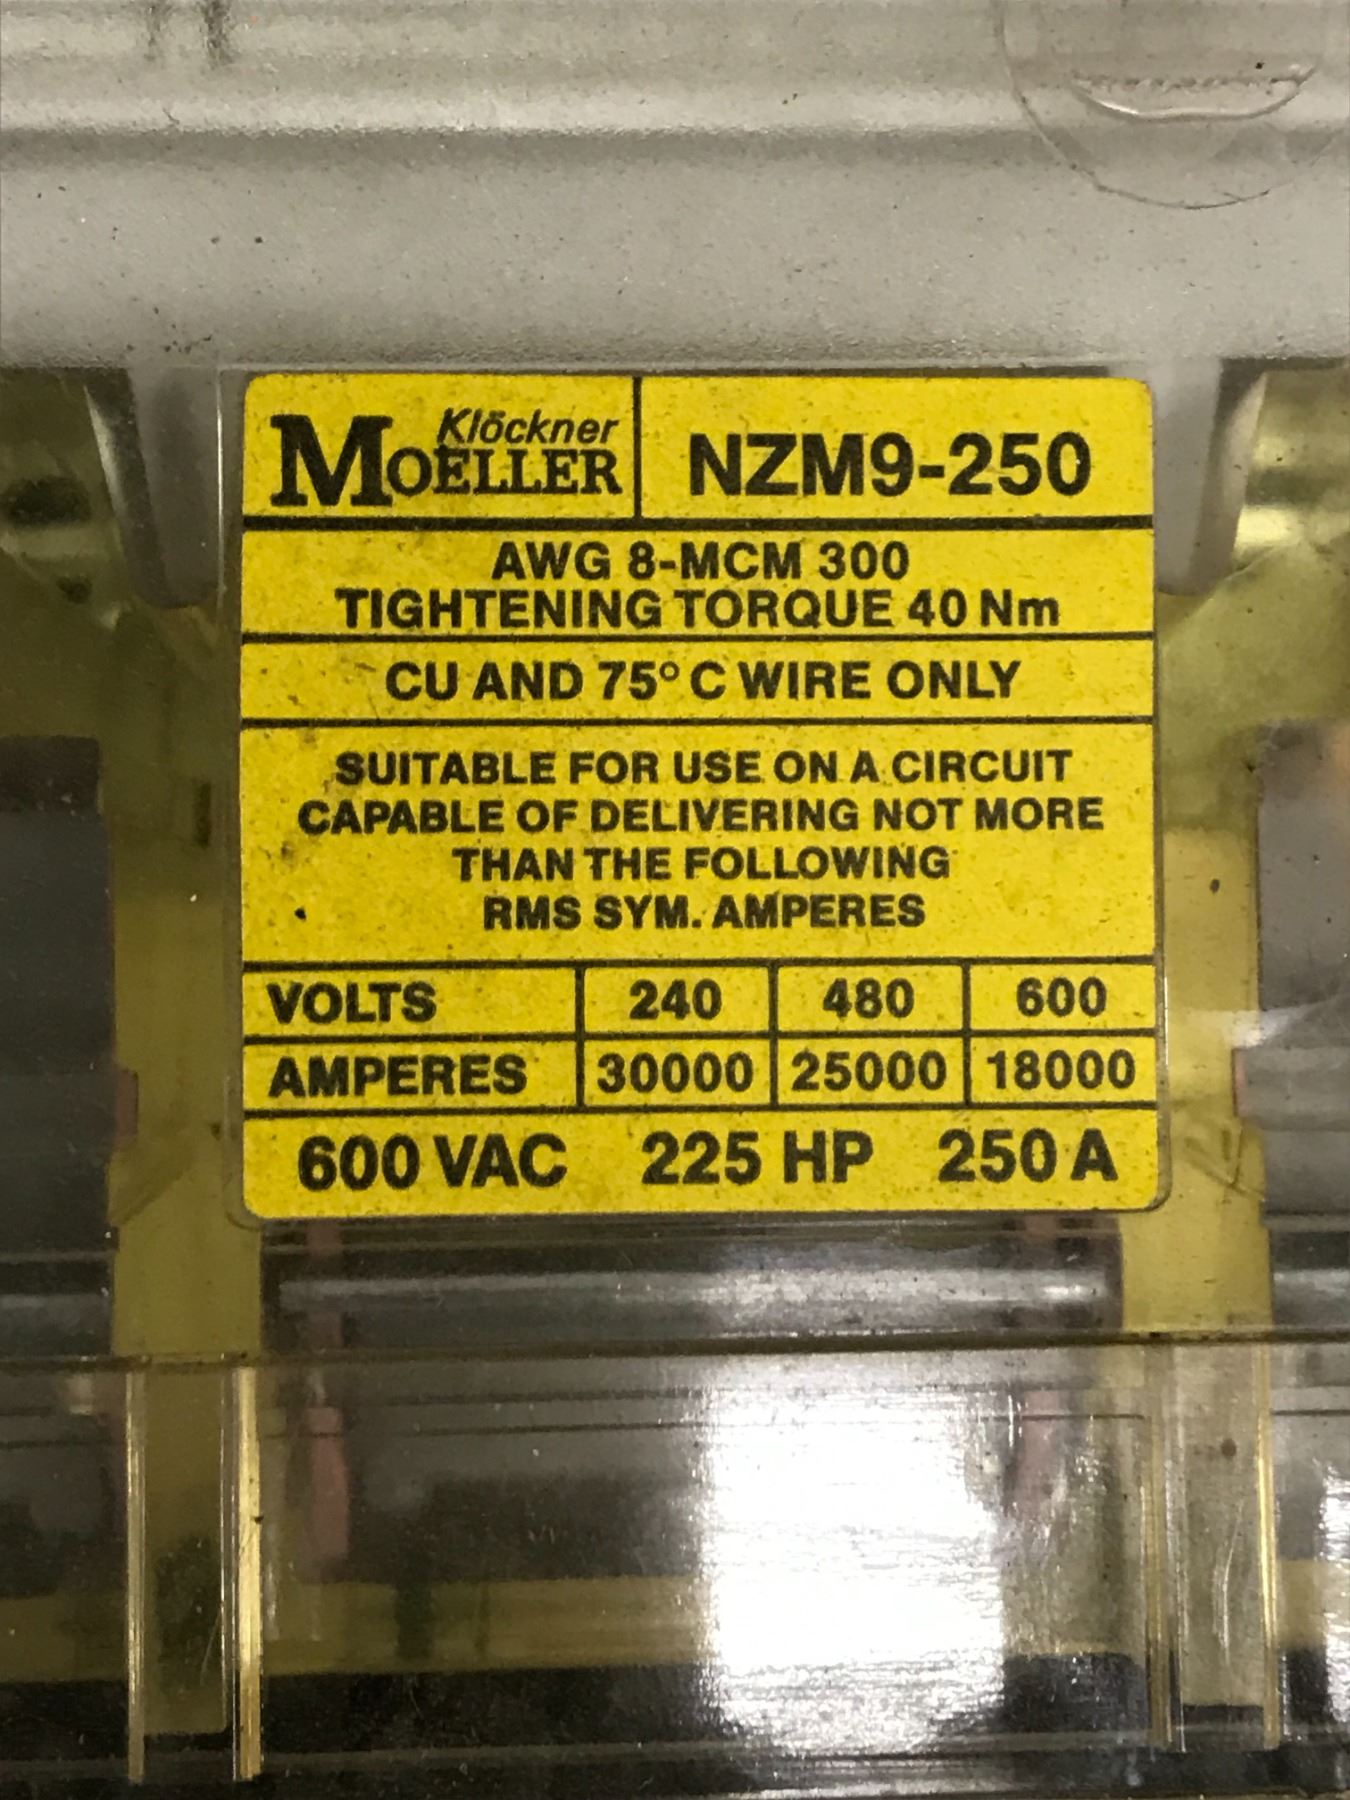 Klöckner
MOELLER
NZM9-250
AWG 8-MCM 300
TIGHTENING TORQUE 40 Nm
CU AND 75° C WIRE ONLY
SUITABLE FOR USE ON A CIRCUIT
CAPABLE OF DELIVERING NOT MORE
THAN THE FOLLOWING
RMS SYM. AMPERES
VOLTS 240 480 600
AMPERES 30000 25000 18000
600 VAC 225 HP 250 A